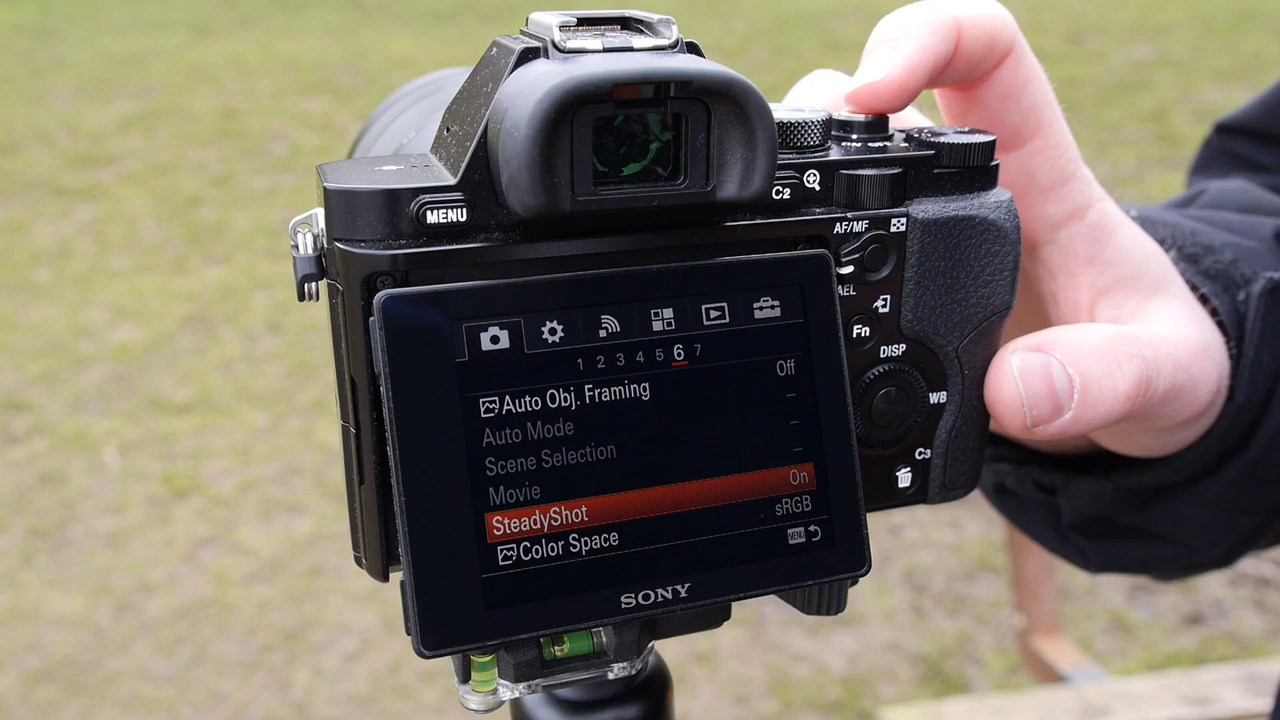 MENU
C2
AF/MF
AEL
Fn
DISP
WB
C3
1 2 3 4 5 6 7
Auto Obj. Framing Off
Auto Mode –
Scene Selection –
Movie –
SteadyShot On
Color Space sRGB
MENU
SONY